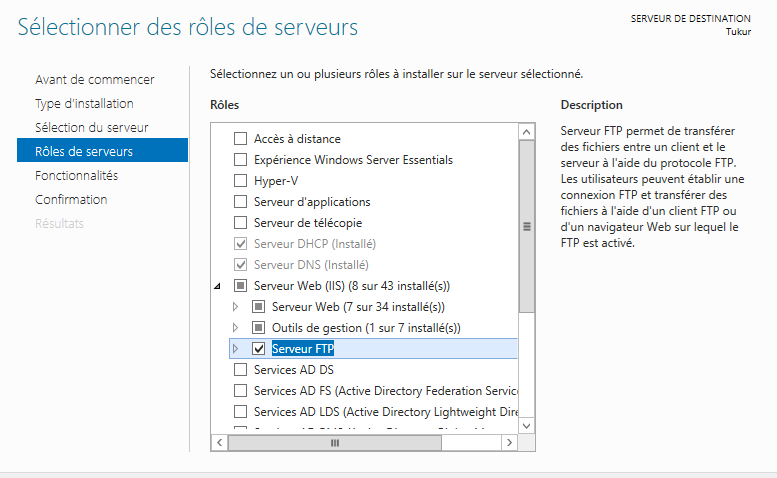 Sélectionner des rôles de serveurs
SERVEUR DE DESTINATION
Tukur
Avant de commencer
Type d'installation
Sélection du serveur
Rôles de serveurs
Fonctionnalités
Confirmation
Résultats
Sélectionnez un ou plusieurs rôles à installer sur le serveur sélectionné.
Rôles
Accès à distance
Expérience Windows Server Essentials
Hyper-V
Serveur d'applications
Serveur de télécopie
Serveur DHCP (Installé)
Serveur DNS (Installé)
Serveur Web (IIS) (8 sur 43 installé(s))
Serveur Web (7 sur 34 installé(s))
Outils de gestion (1 sur 7 installé(s))
Serveur FTP
Services AD DS
Services AD FS (Active Directory Federation Service
Services AD LDS (Active Directory Lightweight Dire
Description
Serveur FTP permet de transférer
des fichiers entre un client et le
serveur à l'aide du protocole FTP.
Les utilisateurs peuvent établir une
connexion FTP et transférer des
fichiers à l'aide d'un client FTP ou
d'un navigateur Web sur lequel le
FTP est activé.